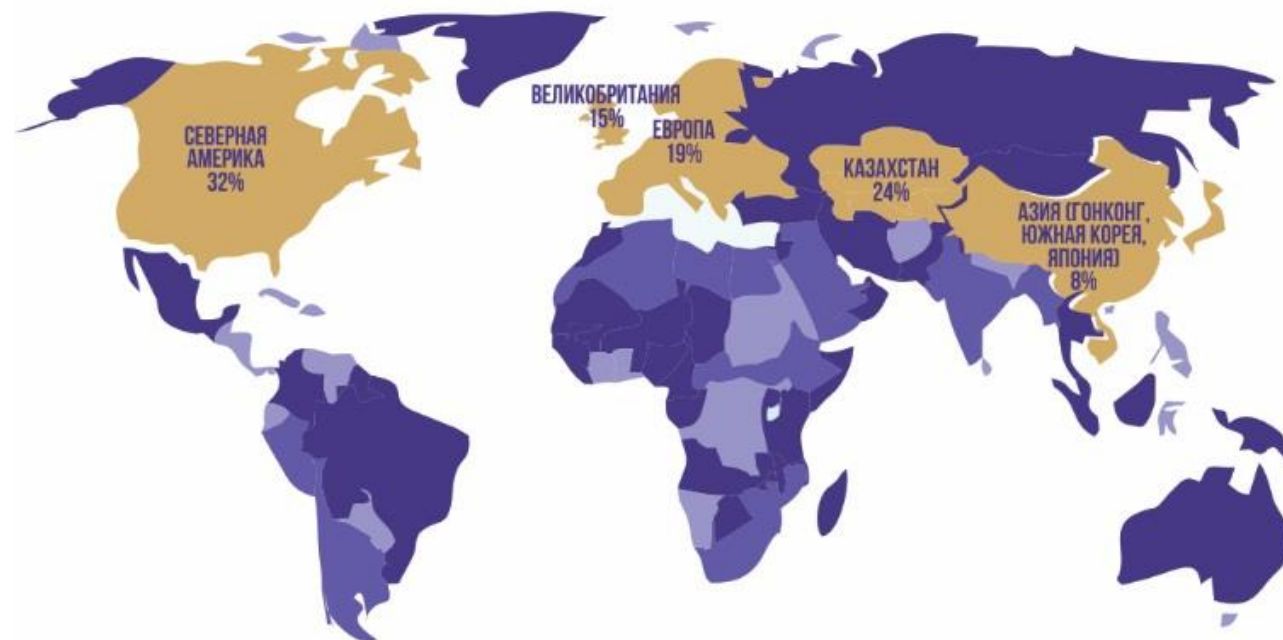 СЕВЕРНАЯ
АМЕРИКА
32%
ВЕЛИКОБРИТАНИЯ
15%
ЕВРОПА
19%
КАЗАХСТАН
24%
АЗИЯ (ГОНКОНГ,
ЮЖНАЯ КОРЕЯ,
ЯПОНИЯ)
8%